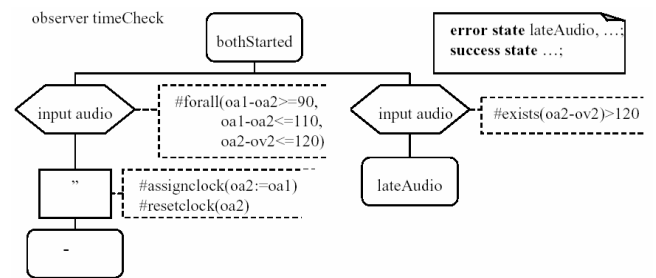 observer timeCheck
bothStarted
error state lateAudio, …;
success state …;
input audio
#forall(oa1-oa2>=90,
oa1-oa2<=110,
oa2-ov2<=120)
input audio
#exists(oa2-ov2)>120
”
#assignclock(oa2:=oa1)
#resetclock(oa2)
lateAudio
-